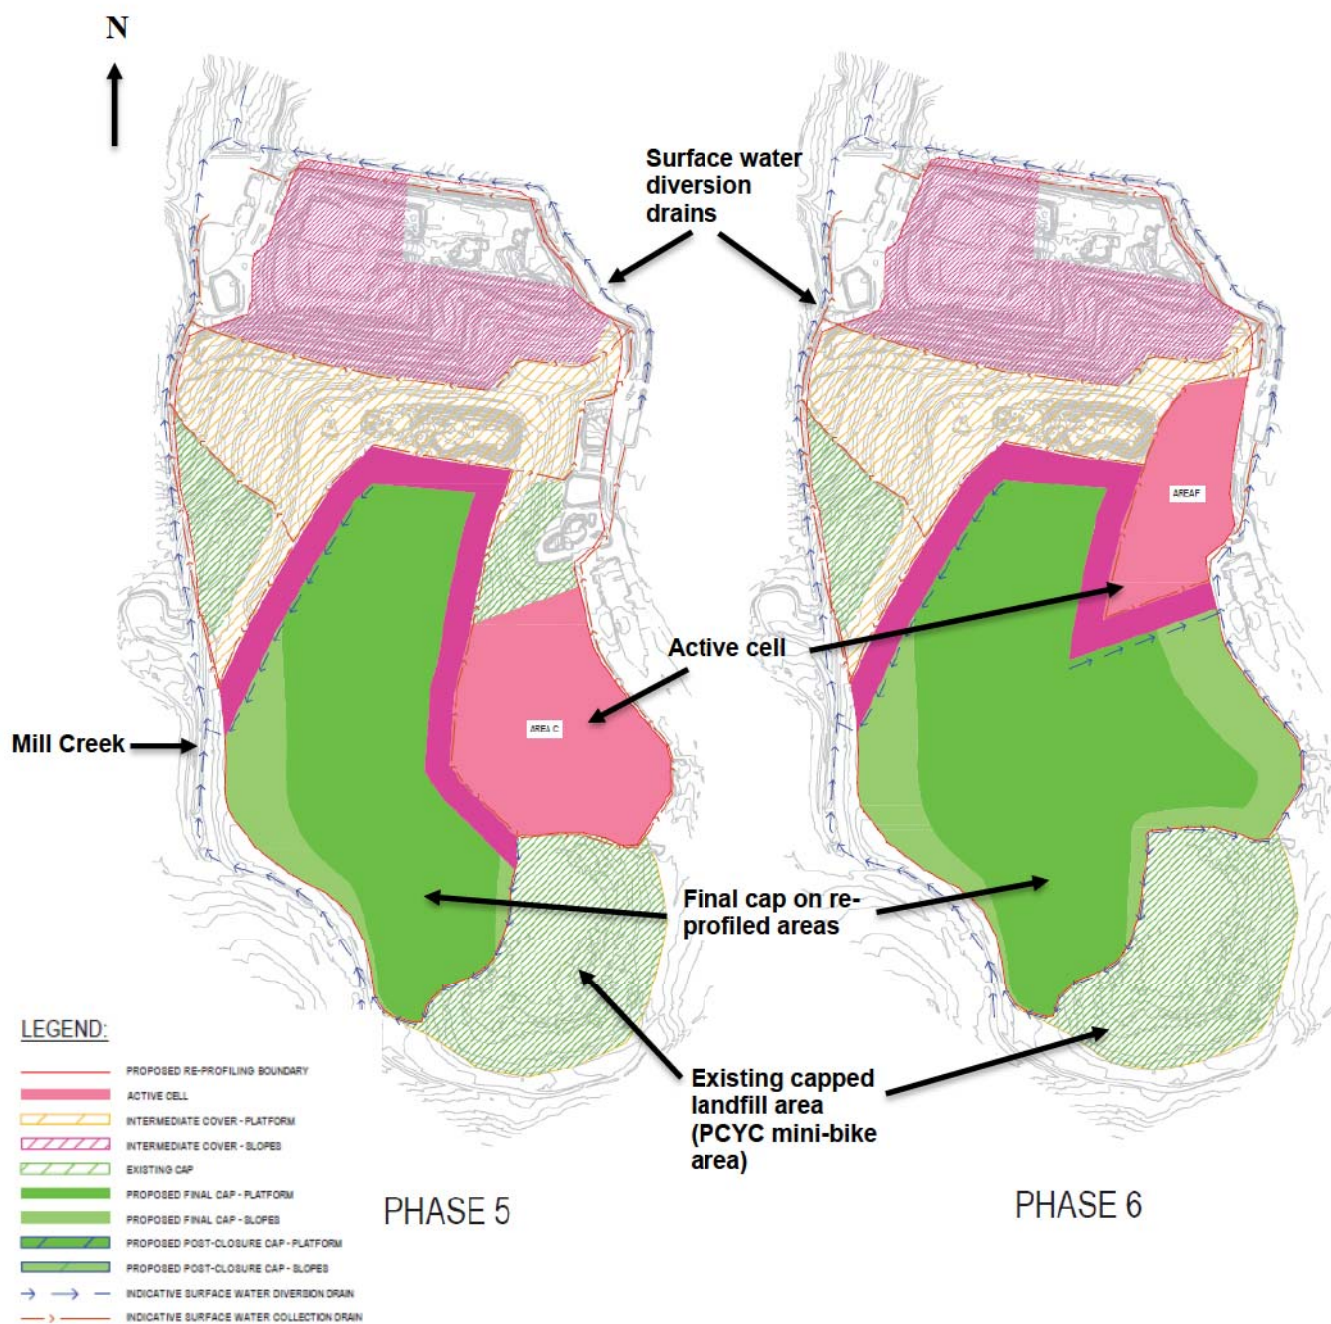 N
Surface water
diversion
drains
AREA F
Active cell
AREA C
Mill Creek
Final cap on re-
profiled areas
LEGEND:
PROPOSED RE-PROFILING BOUNDARY
ACTIVE CELL
INTERMEDIATE COVER - PLATFORM
INTERMEDIATE COVER - SLOPES
EXISTING CAP
PROPOSED FINAL CAP - PLATFORM
PROPOSED FINAL CAP - SLOPES
PROPOSED POST-CLOSURE CAP - PLATFORM
PROPOSED POST-CLOSURE CAP - SLOPES
INDICATIVE SURFACE WATER DIVERSION DRAIN
INDICATIVE SURFACE WATER COLLECTION DRAIN
Existing capped
landfill area
(PCYC mini-bike
area)
PHASE 5
PHASE 6